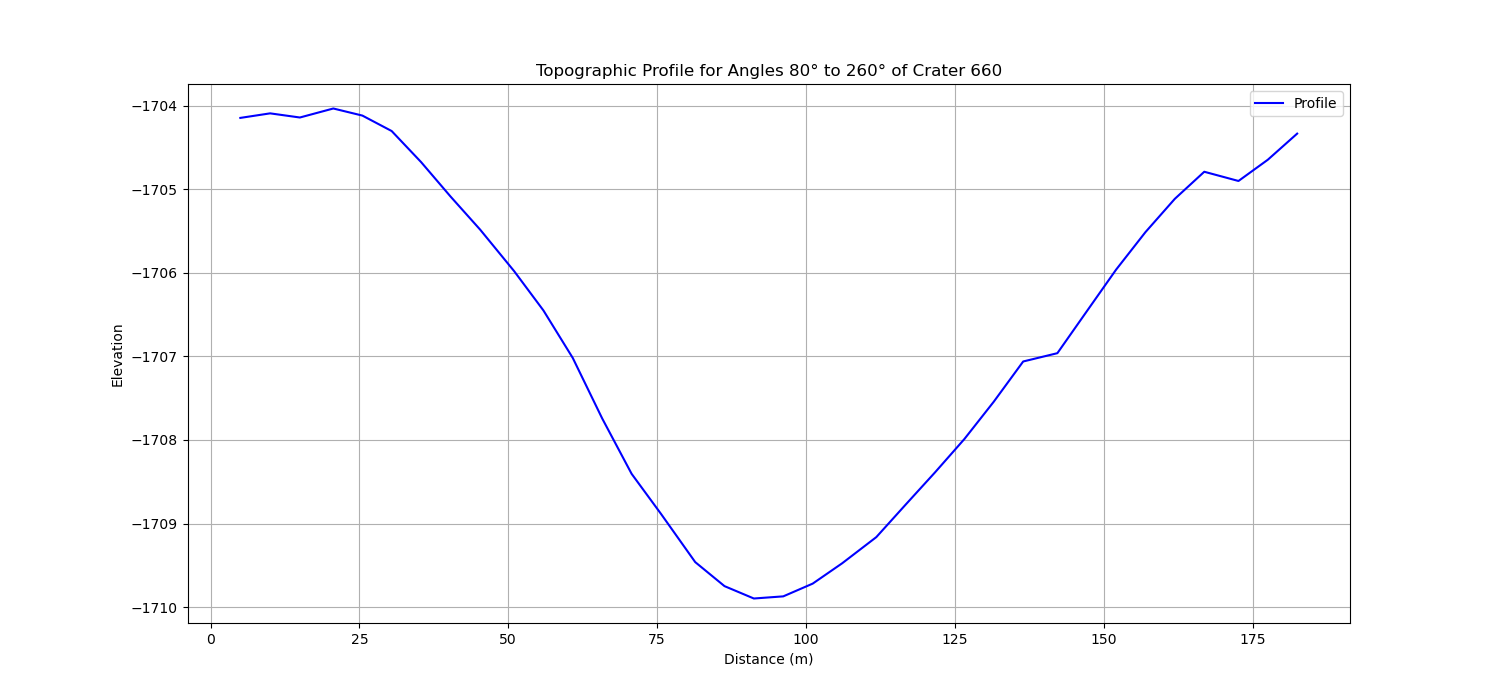 Topographic Profile for Angles 80° to 260° of Crater 660
Profile
Elevation
−1704
−1705
−1706
−1707
−1708
−1709
−1710
0 25 50 75 100 125 150 175
Distance (m)